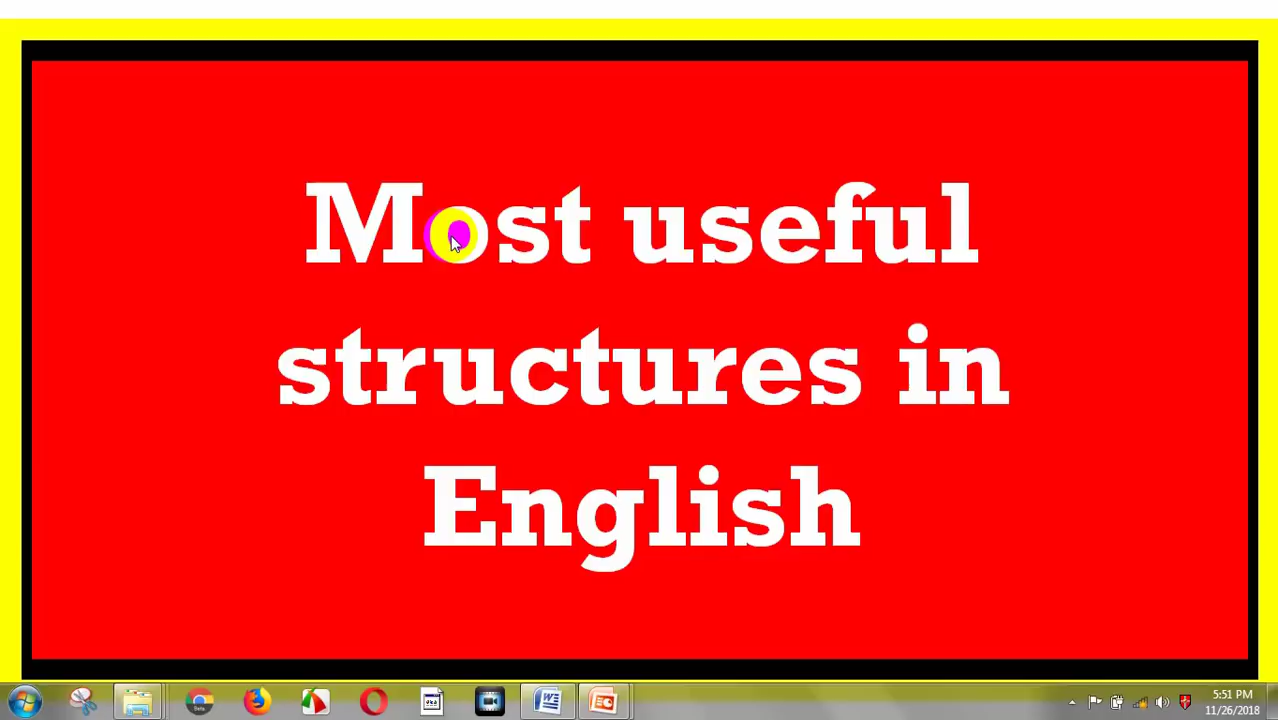 Most useful
structures in
English
5:51 PM
11/26/2018